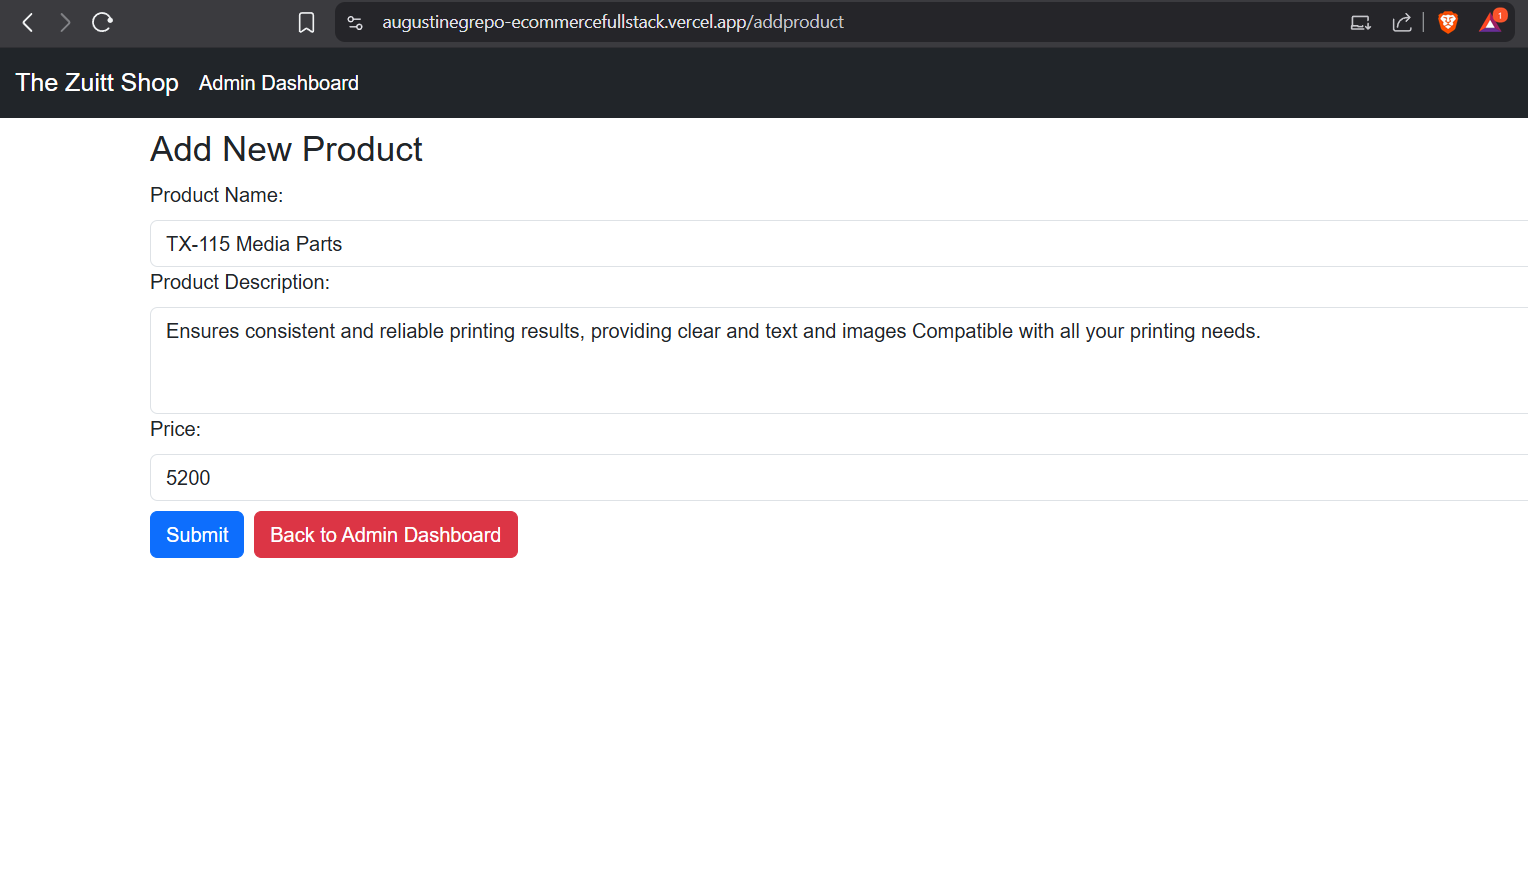 augustinegrepo-ecommercefullstack.vercel.app/addproduct
1
The Zuitt Shop Admin Dashboard
Add New Product
Product Name:
TX-115 Media Parts
Product Description:
Ensures consistent and reliable printing results, providing clear and text and images Compatible with all your printing needs.
Price:
5200
Submit Back to Admin Dashboard